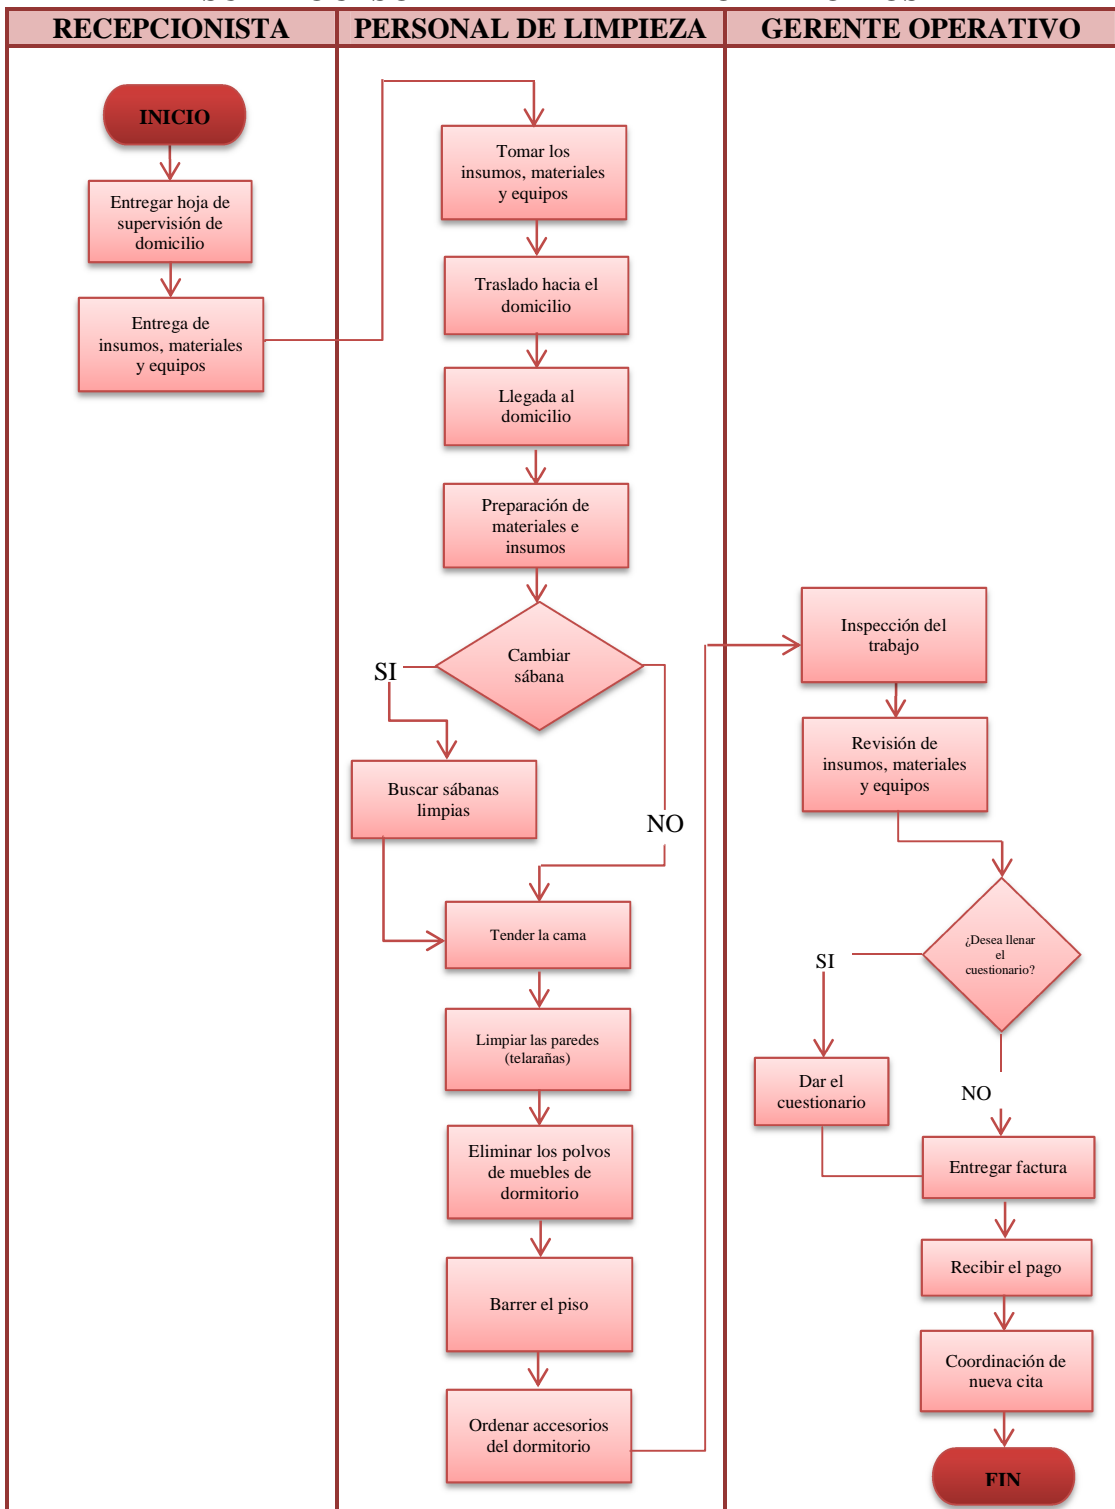 RECEPCIONISTA
PERSONAL DE LIMPIEZA
GERENTE OPERATIVO
INICIO
Entregar hoja de
supervisión de
domicilio
Entrega de
insumos, materiales
y equipos
Tomar los
insumos, materiales
y equipos
Traslado hacia el
domicilio
Llegada al
domicilio
Preparación de
materiales e
insumos
Cambiar
sábana
SI
NO
Buscar sábanas
limpias
Tender la cama
Limpiar las paredes
(telarañas)
Eliminar los polvos
de muebles de
dormitorio
Barrer el piso
Ordenar accesorios
del dormitorio
Inspección del
trabajo
Revisión de
insumos, materiales
y equipos
¿Desea llenar
el
cuestionario?
SI
NO
Dar el
cuestionario
Entregar factura
Recibir el pago
Coordinación de
nueva cita
FIN